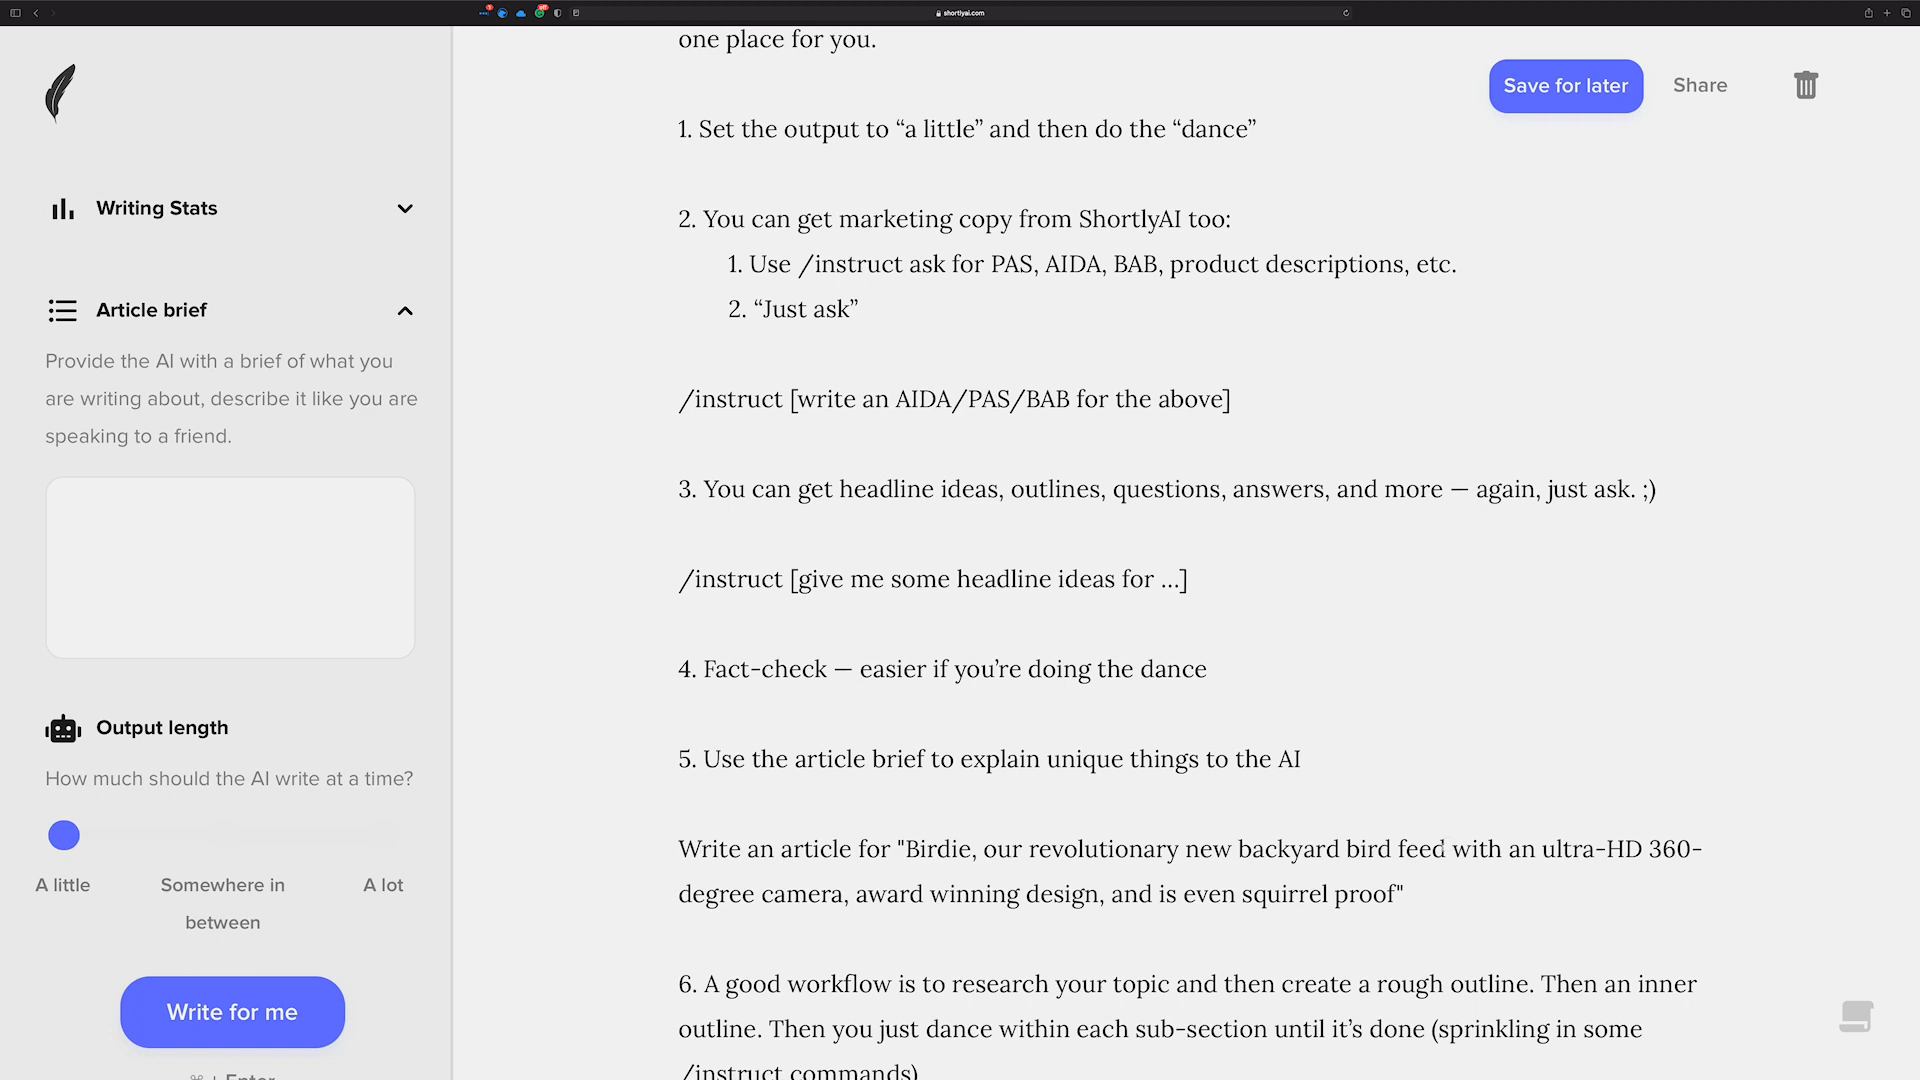 shortlyai.com
one place for you.
Save for later
Share
1. Set the output to “a little” and then do the “dance”
Writing Stats
2. You can get marketing copy from ShortlyAI too:
1. Use /instruct ask for PAS, AIDA, BAB, product descriptions, etc.
2. “Just ask”
Article brief
Provide the AI with a brief of what you
are writing about, describe it like you are
speaking to a friend.
/instruct [write an AIDA/PAS/BAB for the above]
3. You can get headline ideas, outlines, questions, answers, and more — again, just ask. ;)
/instruct [give me some headline ideas for ...]
4. Fact-check — easier if you’re doing the dance
Output length
How much should the AI write at a time?
A little
Somewhere in
between
A lot
Write for me
⌘ + Enter
5. Use the article brief to explain unique things to the AI
Write an article for "Birdie, our revolutionary new backyard bird feed with an ultra-HD 360-
degree camera, award winning design, and is even squirrel proof"
6. A good workflow is to research your topic and then create a rough outline. Then an inner
outline. Then you just dance within each sub-section until it’s done (sprinkling in some
/instruct commands)